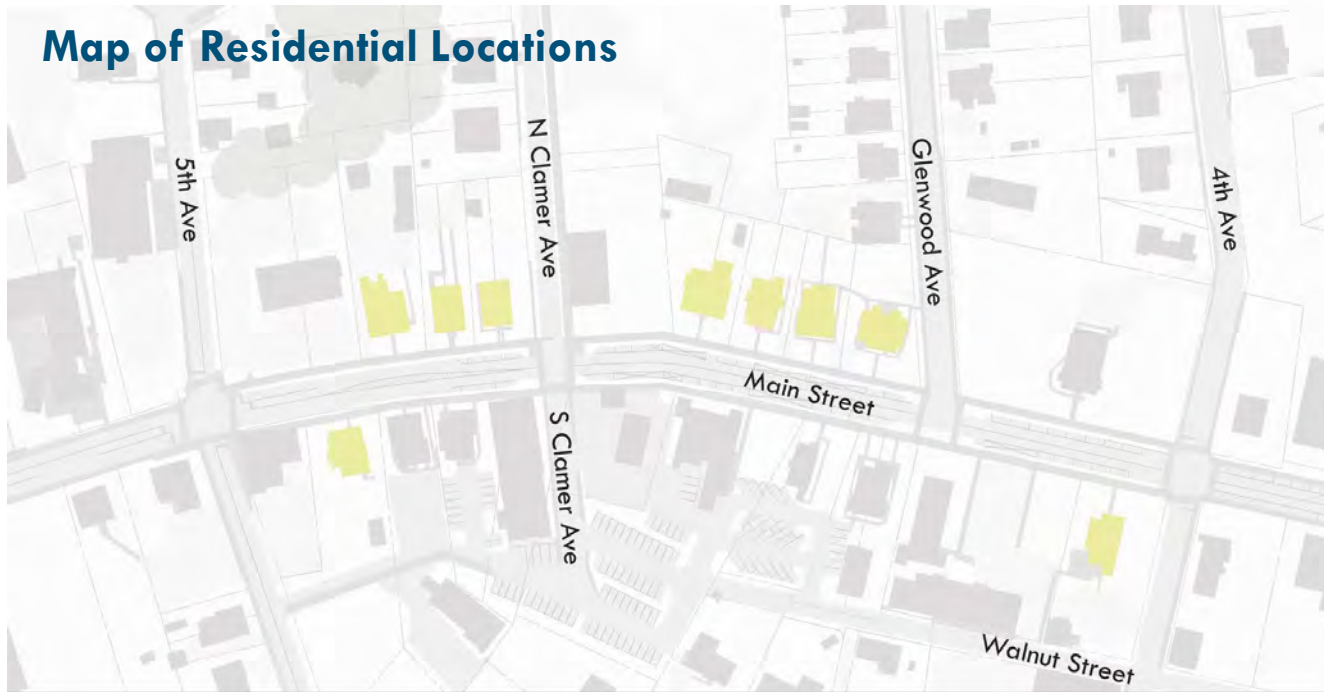 Map of Residential Locations
5th Ave
N Clamer Ave
Glenwood Ave
4th Ave
Main Street
S Clamer Ave
Walnut Street